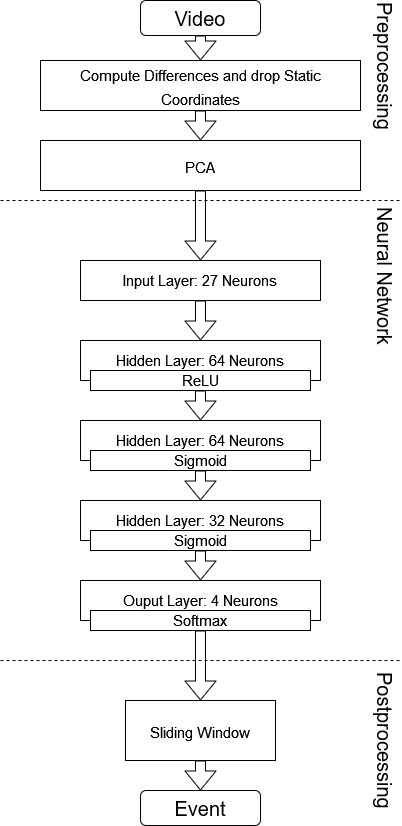 Video
Preprocessing
Compute Differences and drop Static
Coordinates
PCA
Neural Network
Input Layer: 27 Neurons
Hidden Layer: 64 Neurons
ReLU
Hidden Layer: 64 Neurons
Sigmoid
Hidden Layer: 32 Neurons
Sigmoid
Ouput Layer: 4 Neurons
Softmax
Postprocessing
Sliding Window
Event